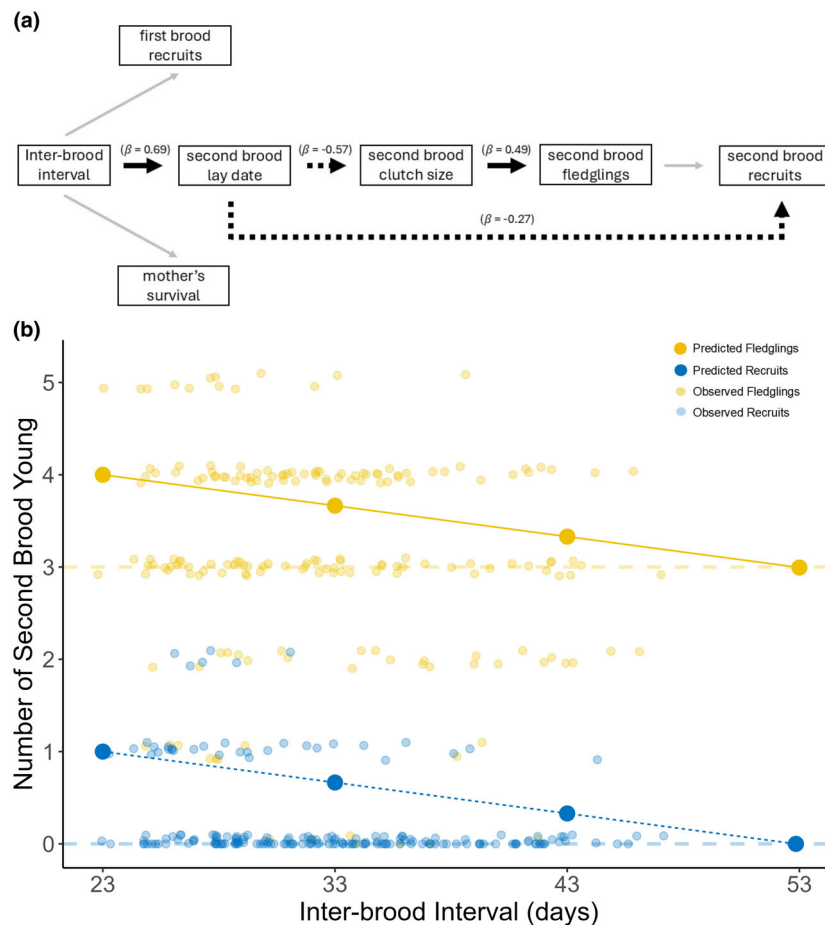 (a)
first brood
recruits
Inter-brood
interval
(β = 0.69)
second brood
lay date
(β = -0.57)
second brood
clutch size
(β = 0.49)
second brood
fledglings
second brood
recruits
(β = -0.27)
mother's
survival
(b)
Number of Second Brood Young
5
4
3
2
1
0
Predicted Fledglings
Predicted Recruits
Observed Fledglings
Observed Recruits
23 33 43 53
Inter-brood Interval (days)